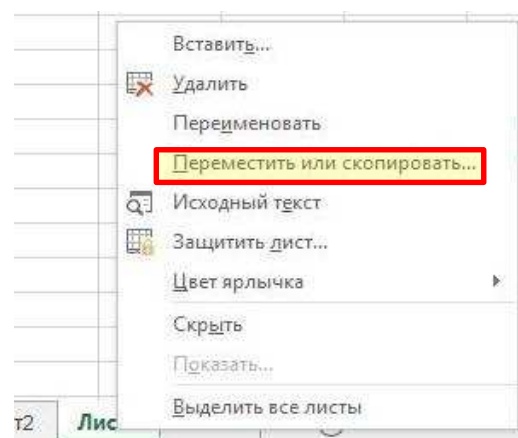 Вставить...
Удалить
Переименовать
Переместить или скопировать...
Исходный текст
Защитить лист...
Цвет ярлычка
Скрыть
Показать...
Выделить все листы
т2 Лис